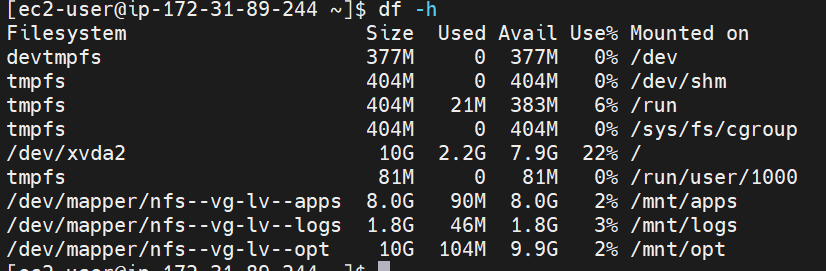 [ec2-user@ip-172-31-89-244 ~]$ df -h
Filesystem                   Size  Used Avail Use% Mounted on
devtmpfs                     377M     0  377M   0% /dev
tmpfs                        404M     0  404M   0% /dev/shm
tmpfs                        404M   21M  383M   6% /run
tmpfs                        404M     0  404M   0% /sys/fs/cgroup
/dev/xvda2                    10G  2.2G  7.9G  22% /
tmpfs                         81M     0   81M   0% /run/user/1000
/dev/mapper/nfs--vg-lv--apps 8.0G   90M  8.0G   2% /mnt/apps
/dev/mapper/nfs--vg-lv--logs 1.8G   46M  1.8G   3% /mnt/logs
/dev/mapper/nfs--vg-lv--opt   10G  104M  9.9G   2% /mnt/opt
[ec2-user@ip-172-31-89-244 ~]$